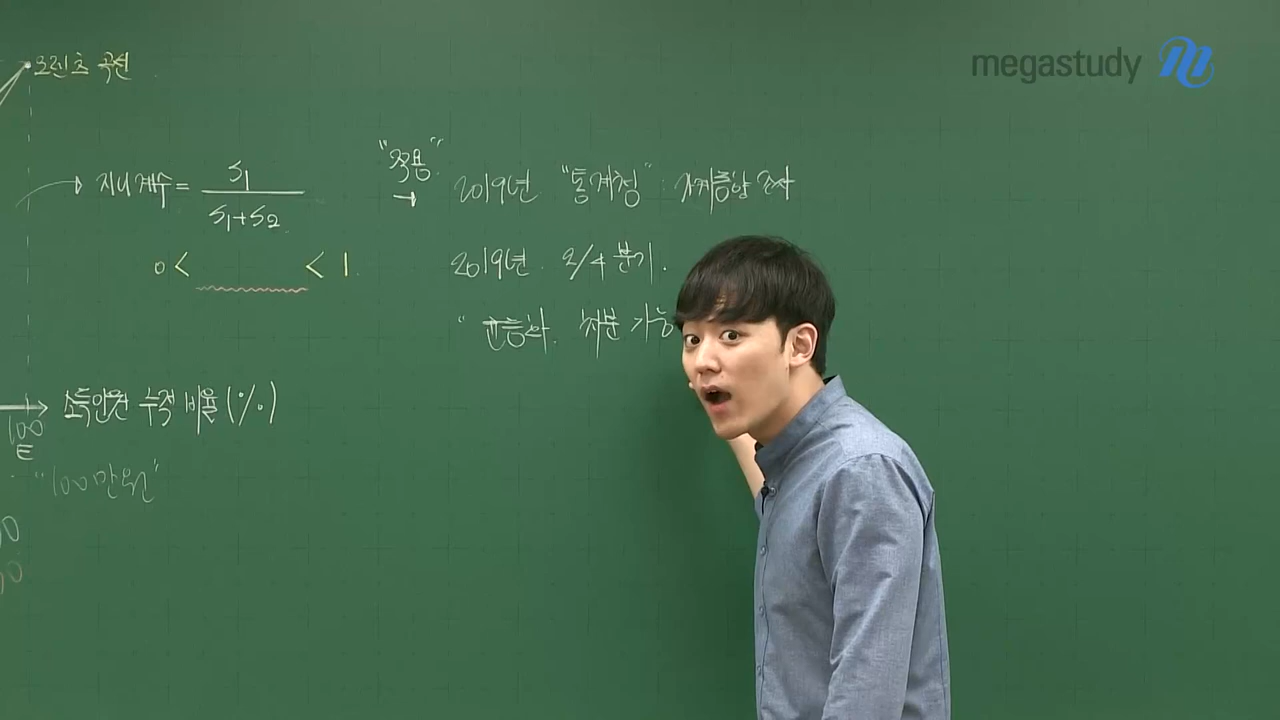 megastudy
로렌츠 곡선
"적용"
→ 지니계수 = S1 / S1+S2
→ 2019년 "통계청" : 가계동향 조사
0 < < 1
2019년 2/4 분기.
" 균등화 처분 가능
소득인원 누적 비율 (%)
100
E
"100만원"